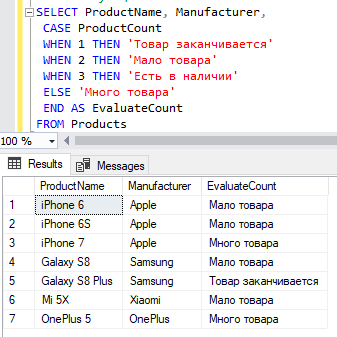 SELECT ProductName, Manufacturer,
CASE ProductCount
WHEN 1 THEN 'Товар заканчивается'
WHEN 2 THEN 'Мало товара'
WHEN 3 THEN 'Есть в наличии'
ELSE 'Много товара'
END AS EvaluateCount
FROM Products
100 %
Results Messages
ProductName Manufacturer EvaluateCount
1 iPhone 6 Apple Мало товара
2 iPhone 6S Apple Мало товара
3 iPhone 7 Apple Много товара
4 Galaxy S8 Samsung Мало товара
5 Galaxy S8 Plus Samsung Товар заканчивается
6 Mi 5X Xiaomi Мало товара
7 OnePlus 5 OnePlus Много товара